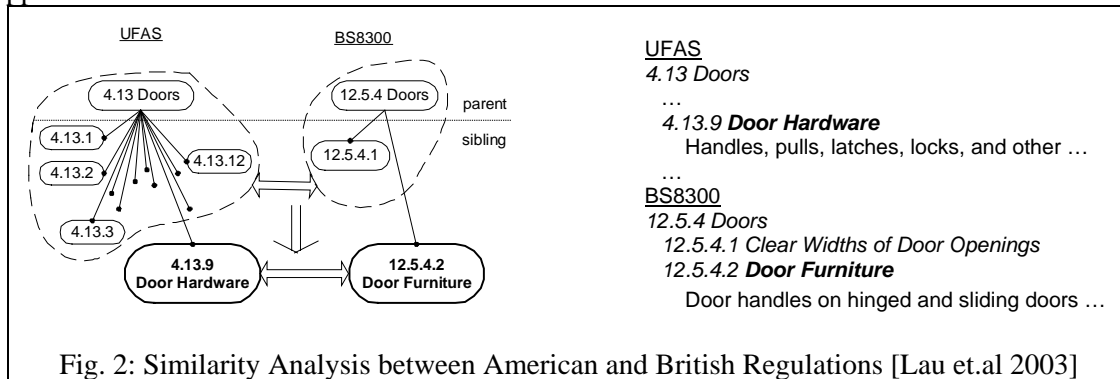 UFAS
BS8300
4.13 Doors
12.5.4 Doors
parent
sibling
4.13.1
4.13.2
4.13.3
4.13.12
12.5.4.1
4.13.9
Door Hardware
12.5.4.2
Door Furniture
UFAS
4.13 Doors
…
4.13.9 Door Hardware
Handles, pulls, latches, locks, and other …
…
BS8300
12.5.4 Doors
12.5.4.1 Clear Widths of Door Openings
12.5.4.2 Door Furniture
Door handles on hinged and sliding doors …
Fig. 2: Similarity Analysis between American and British Regulations [Lau et.al 2003]